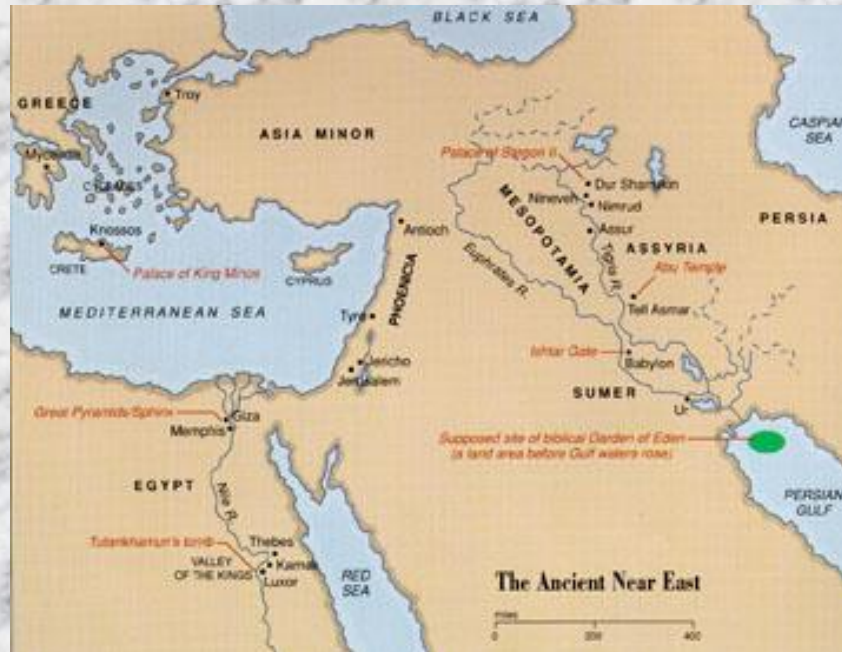 BLACK SEA
GREECE
Troy
ASIA MINOR
CASPIAN
SEA
Mycenae
Palace of Sargon II
Dur Sharrukin
Nineveh
Nimrud
MESOPOTAMIA
PERSIA
Knossos
Antioch
Assur
ASSYRIA
CRETE
Palace of King Minos
CYPRUS
PHOENICIA
Euphrates R.
Tigris R.
Abu Temple
MEDITERRANEAN SEA
Tyre
Tell Asmar
Ishtar Gate
Babylon
Jericho
Jerusalem
SUMER
Ur
Great Pyramids/Sphinx
Giza
Memphis
Supposed site of biblical Garden of Eden
(a land area before Gulf waters rose)
EGYPT
Nile R.
PERSIAN
GULF
Tutankhamun's tomb
Thebes
VALLEY
OF THE KINGS
Karnak
Luxor
RED
SEA
The Ancient Near East
miles
0 200 400